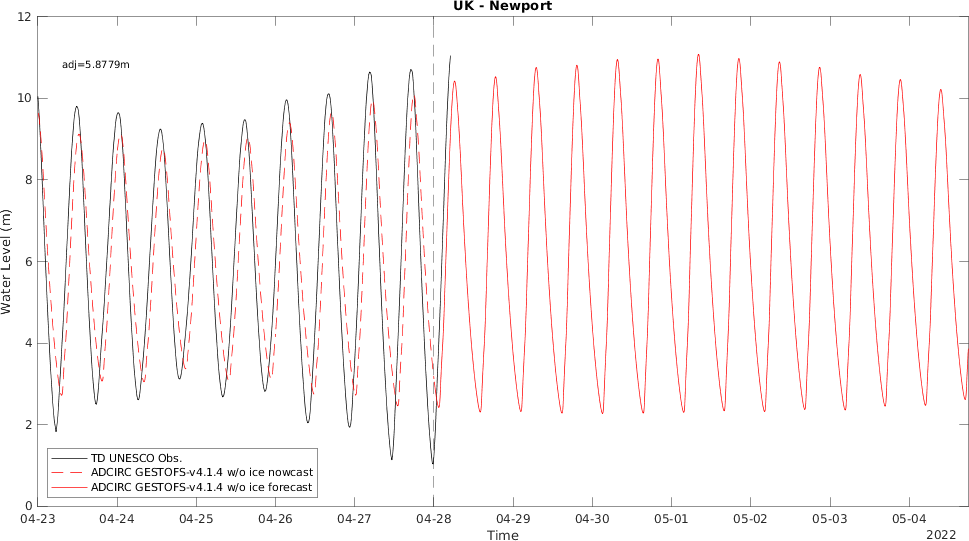 UK - Newport
adj=5.8779m
12
10
8
6
4
2
0
Water Level (m)
TD UNESCO Obs.
ADCIRC GESTOFS-v4.1.4 w/o ice nowcast
ADCIRC GESTOFS-v4.1.4 w/o ice forecast
04-23 04-24 04-25 04-26 04-27 04-28 04-29 04-30 05-01 05-02 05-03 05-04
Time
2022